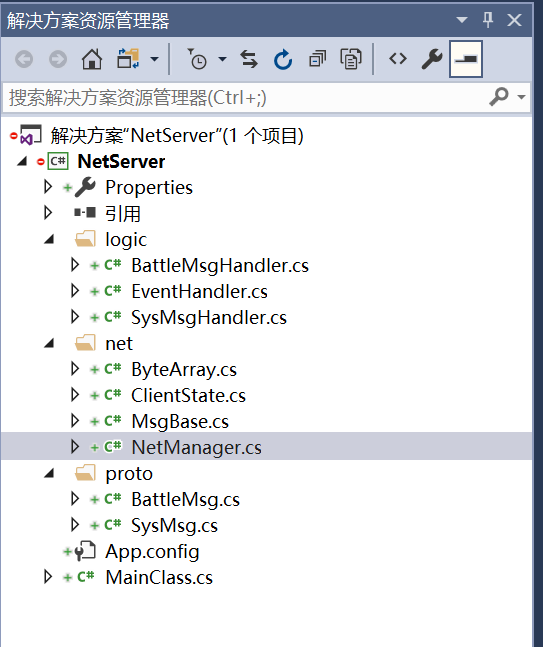 解决方案资源管理器
搜索解决方案资源管理器(Ctrl+;)
解决方案“NetServer”(1 个项目)
C# NetServer
Properties
引用
logic
C# BattleMsgHandler.cs
C# EventHandler.cs
C# SysMsgHandler.cs
net
C# ByteArray.cs
C# ClientState.cs
C# MsgBase.cs
C# NetManager.cs
proto
C# BattleMsg.cs
C# SysMsg.cs
App.config
C# MainClass.cs